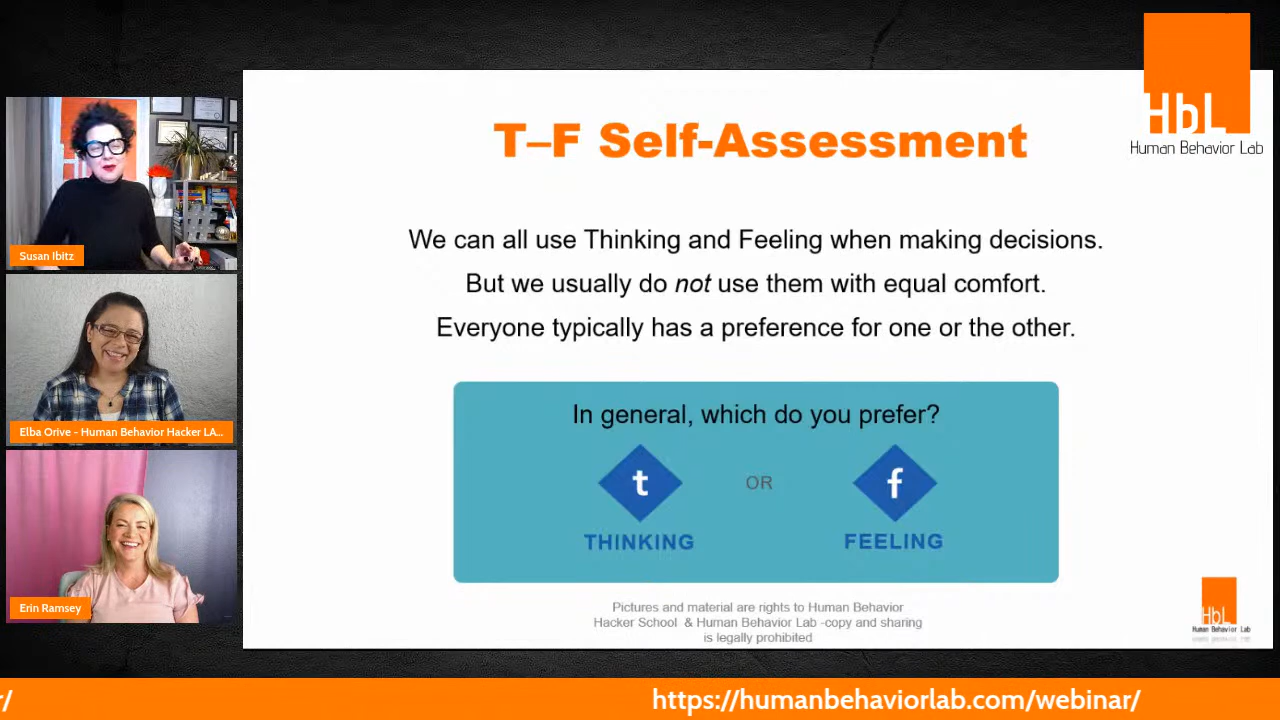 HbL
Human Behavior Lab
T–F Self-Assessment
We can all use Thinking and Feeling when making decisions.
But we usually do not use them with equal comfort.
Everyone typically has a preference for one or the other.
In general, which do you prefer?
t
OR
f
THINKING
FEELING
Pictures and material are rights to Human Behavior
Hacker School & Human Behavior Lab -copy and sharing
is legally prohibited
HbL
Human Behavior Lab
Susan Ibitz
Elba Orive - Human Behavior Hacker LA...
Erin Ramsey
r/
https://humanbehaviorlab.com/webinar/